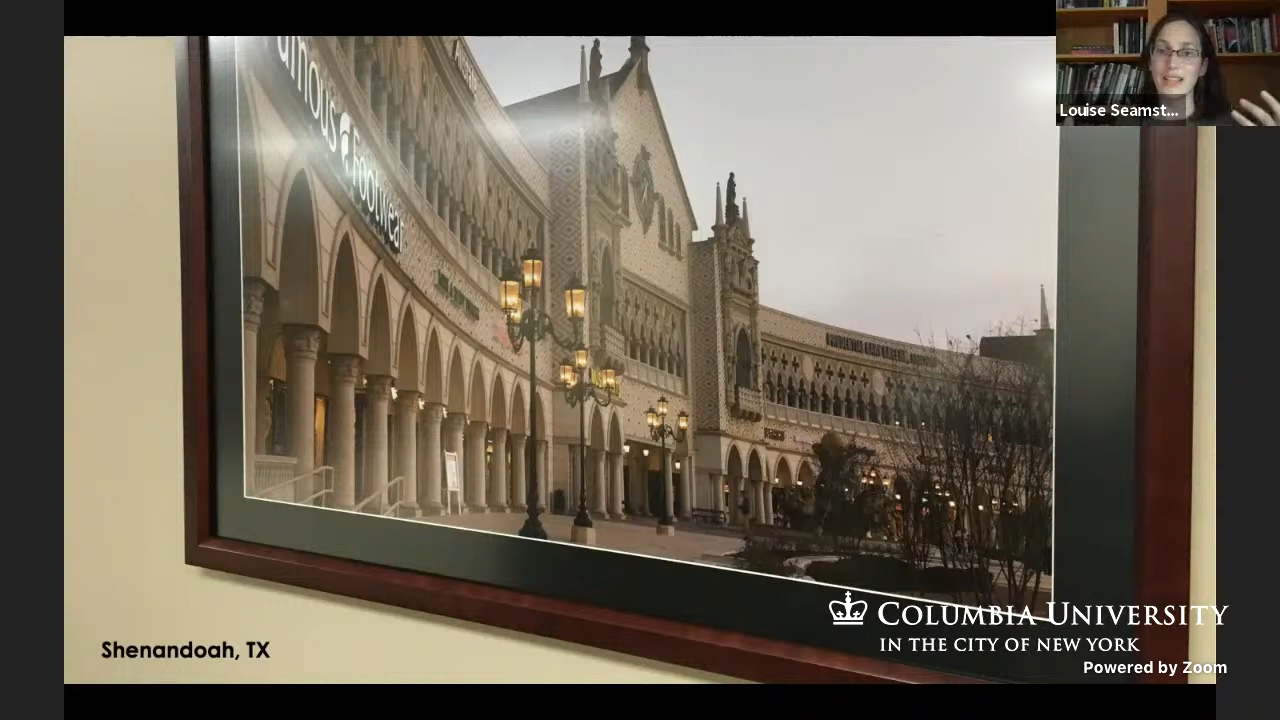 Louise Seamst...
Famous Footwear
Shenandoah, TX
COLUMBIA UNIVERSITY
IN THE CITY OF NEW YORK
Powered by Zoom